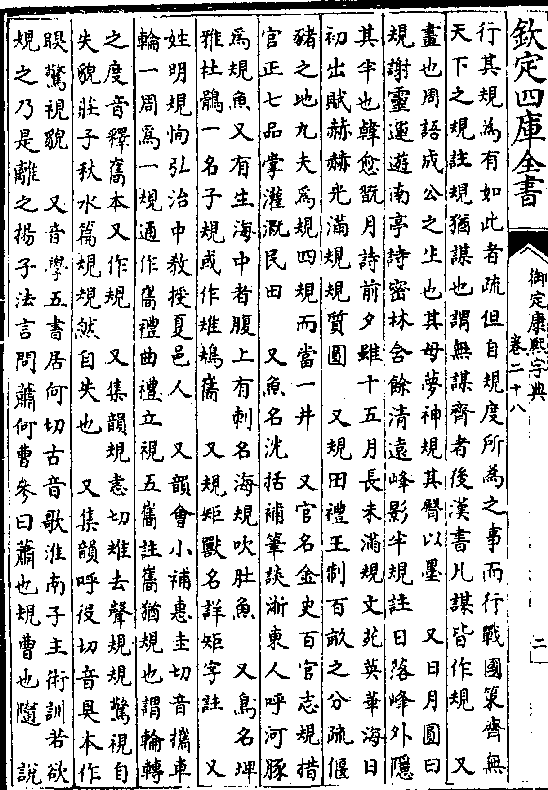 欽定四庫全書
御定康熙字典
卷二十八
二
行其規為有如此者疏但自規度所為之事而行戰國策齊無
天下之規註規猶謀也謂無謀齊者後漢書凡謀皆作規 又
畫也周語成公之生也其母夢神規其臀以墨 又日月圓曰
規謝靈運遊南亭詩密林含餘清遠峰影半規註日落峰外隱
其半也韓愈翫月詩前夕雖十五月長未滿規文苑英華海日
初出賦赫赫光滿規規質圓 又規田禮王制百畝之分疏偃
豬之地九夫為規四規而當一井 又官名金史百官志規措
官正七品掌灌溉民田 又魚名沈括補筆談浙東人呼河豚
為規魚又有生海中者腹上有刺名海規吹肚魚 又鳥名埤
雅杜鵑一名子規或作雉鳺巂 又規矩獸名詳矩字註 又
姓明規恂弘治中教授夏邑人 又韻會小補惠圭切音攜車
輪一周為一規通作巂禮曲禮立視五巂註巂猶規也謂輪轉
之度音釋巂本又作規 又集韻規恚切雉去聲規規驚視自
失貌莊子秋水篇規規然自失也 又集韻呼役切音㚁本作
䀏驚視貌 又音學五書居何切古音歌淮南子主術訓若欲
規之乃是離之揚子法言問蕭何曹參曰蕭也規曹也隨 說